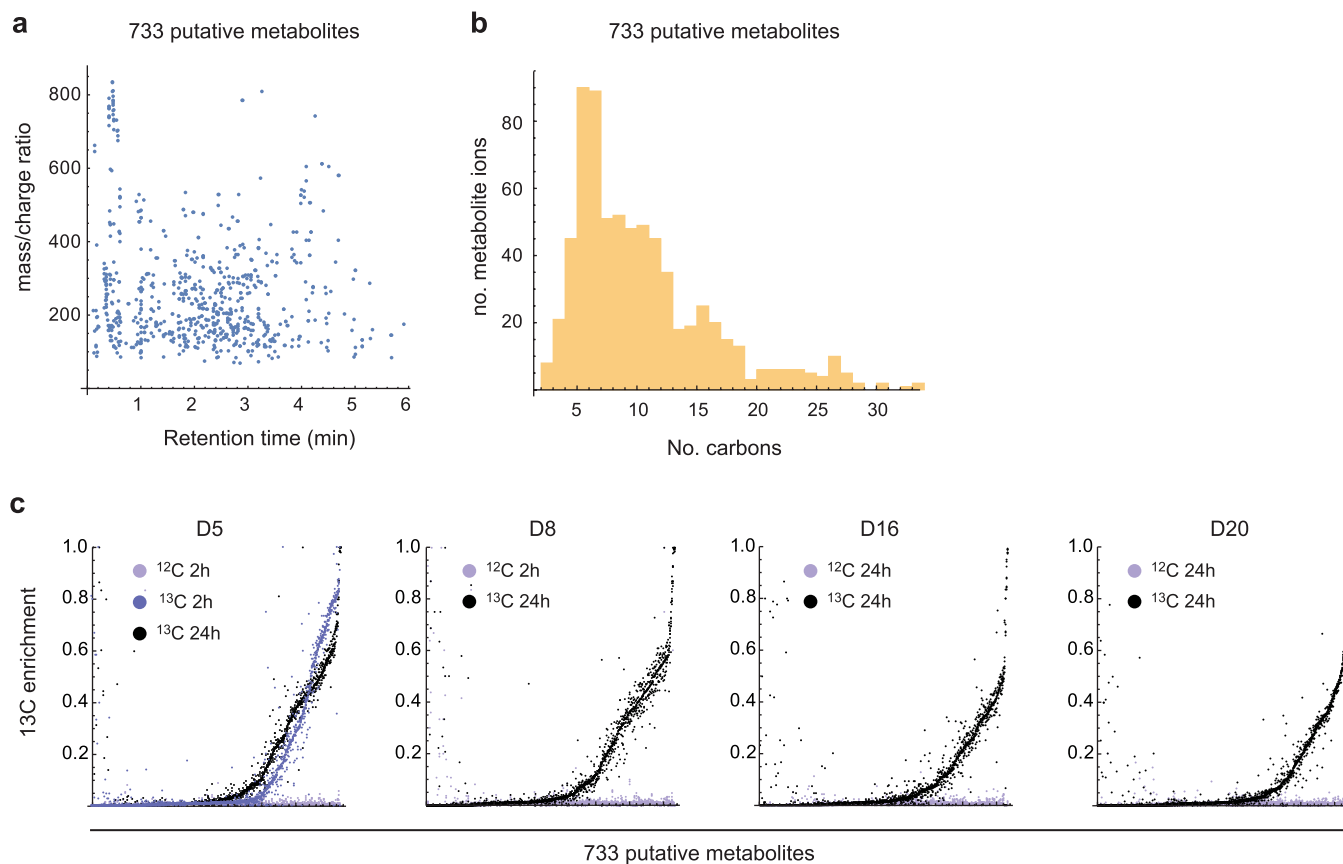 a
733 putative metabolites
mass/charge ratio
800
600
400
200
1 2 3 4 5 6
Retention time (min)
b
733 putative metabolites
no. metabolite ions
80
60
40
20
5 10 15 20 25 30
No. carbons
c
13C enrichment
D5
1.0
0.8
0.6
0.4
0.2
¹²C 2h
¹³C 2h
¹³C 24h
D8
1.0
0.8
0.6
0.4
0.2
¹²C 2h
¹³C 24h
D16
1.0
0.8
0.6
0.4
0.2
¹²C 24h
¹³C 24h
D20
1.0
0.8
0.6
0.4
0.2
¹²C 24h
¹³C 24h
733 putative metabolites